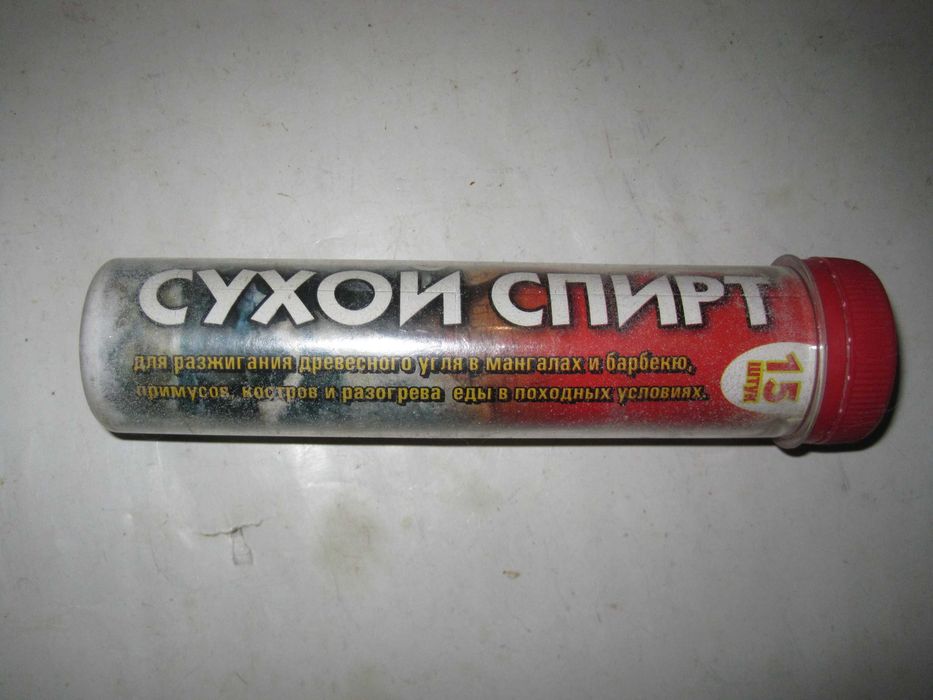 СУХОЙ СПИРТ
для разжигания древесного угля в мангалах и барбекю,
примусов, костров и разогрева еды в походных условиях.
15
ШТУК